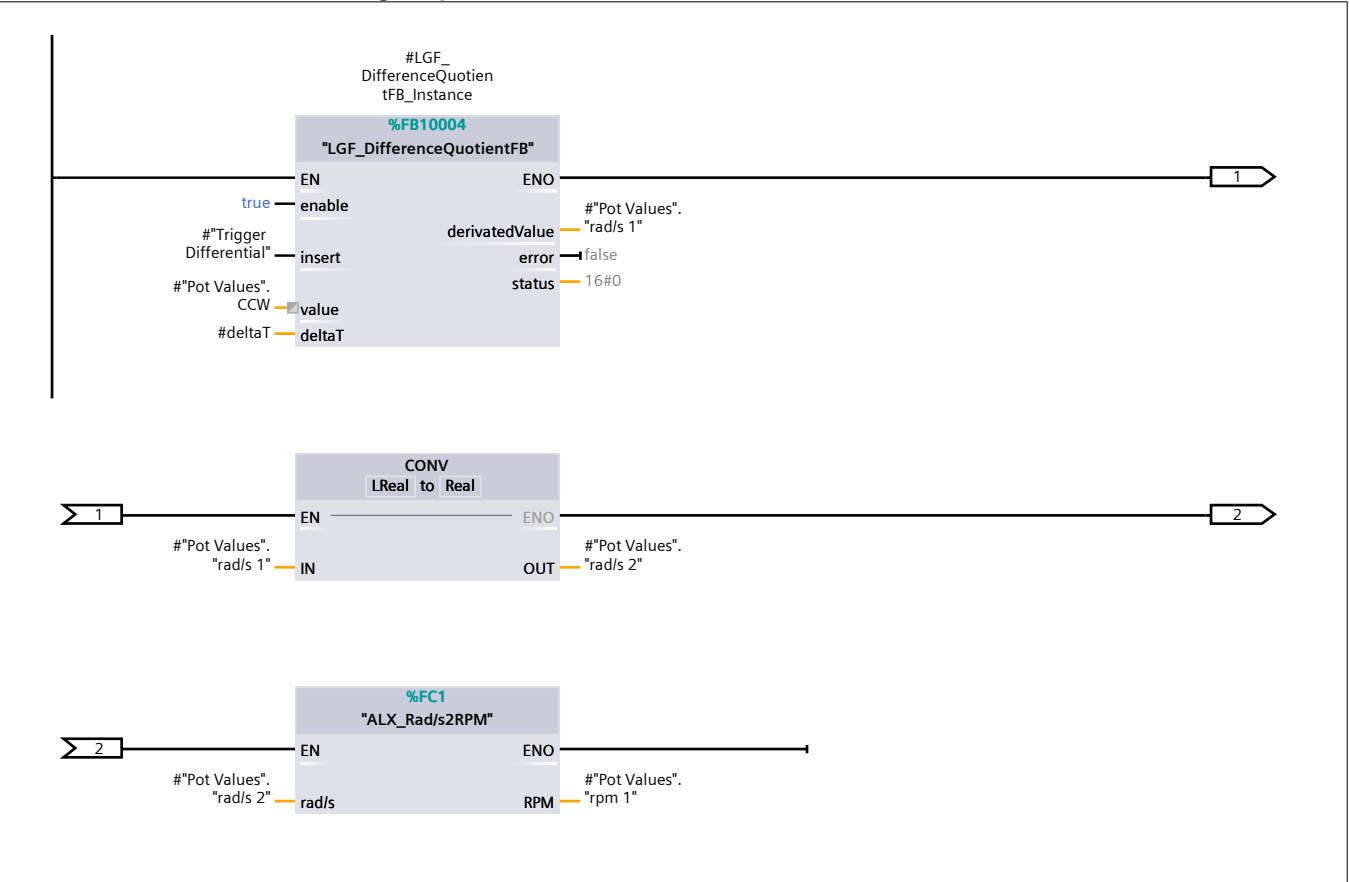 #LGF_
DifferenceQuotien
tFB_Instance
%FB10004
"LGF_DifferenceQuotientFB"
EN ENO
1
true enable
#"Pot Values".
"rad/s 1"
derivatedValue
#"Trigger
Differential" insert
error false
status 16#0
#"Pot Values".
CCW value
#deltaT deltaT
CONV
LReal to Real
1 EN ENO 2
#"Pot Values".
"rad/s 1" IN
OUT
#"Pot Values".
"rad/s 2"
%FC1
"ALX_Rad/s2RPM"
2 EN ENO
#"Pot Values".
"rad/s 2" rad/s
RPM
#"Pot Values".
"rpm 1"